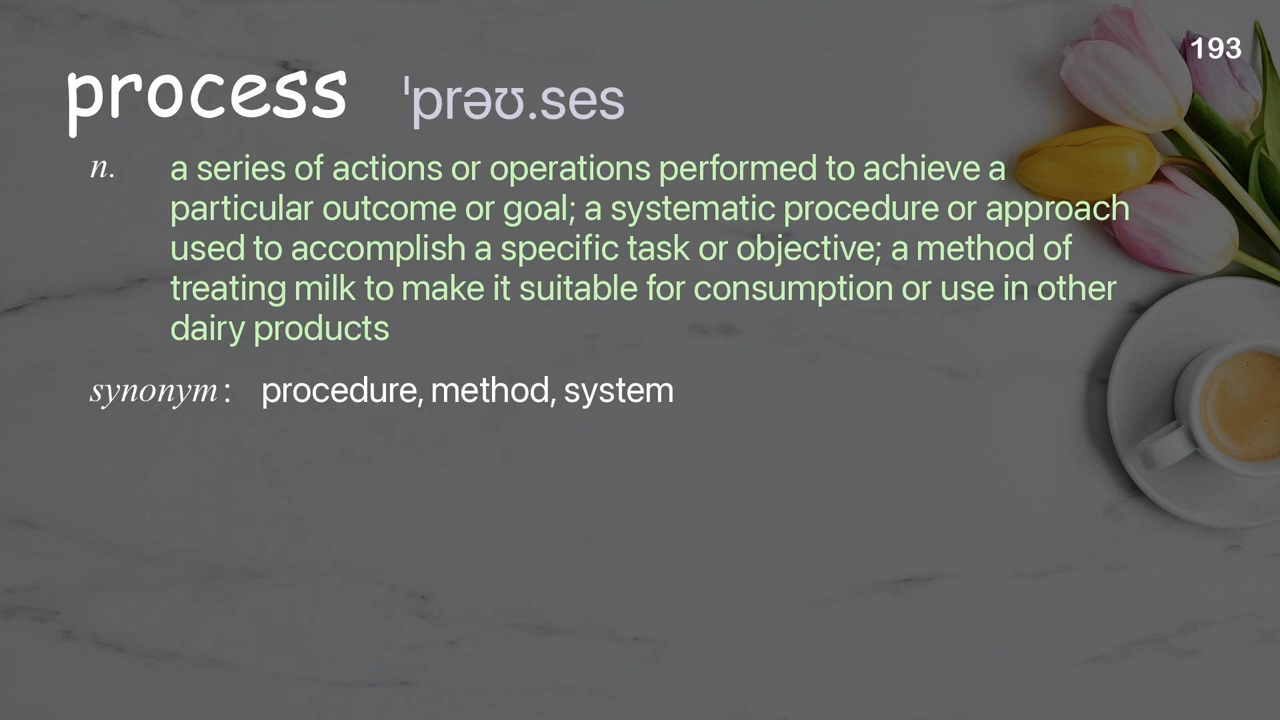 193
process ˈprəʊ.ses
n. a series of actions or operations performed to achieve a
particular outcome or goal; a systematic procedure or approach
used to accomplish a specific task or objective; a method of
treating milk to make it suitable for consumption or use in other
dairy products
synonym: procedure, method, system